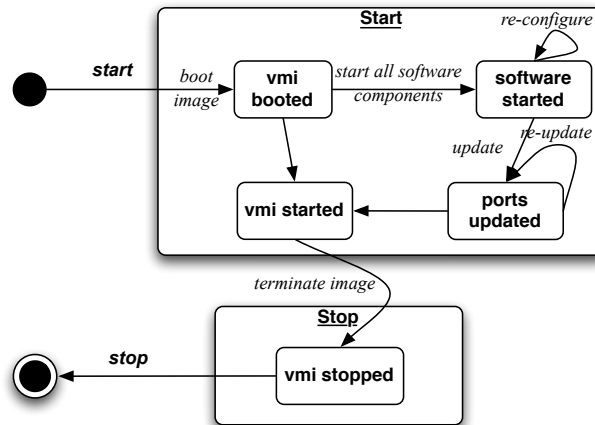 Start
re-configure
start
boot
image
vmi
booted
start all software
components
software
started
update
re-update
vmi started
ports
updated
terminate image
Stop
stop
vmi stopped